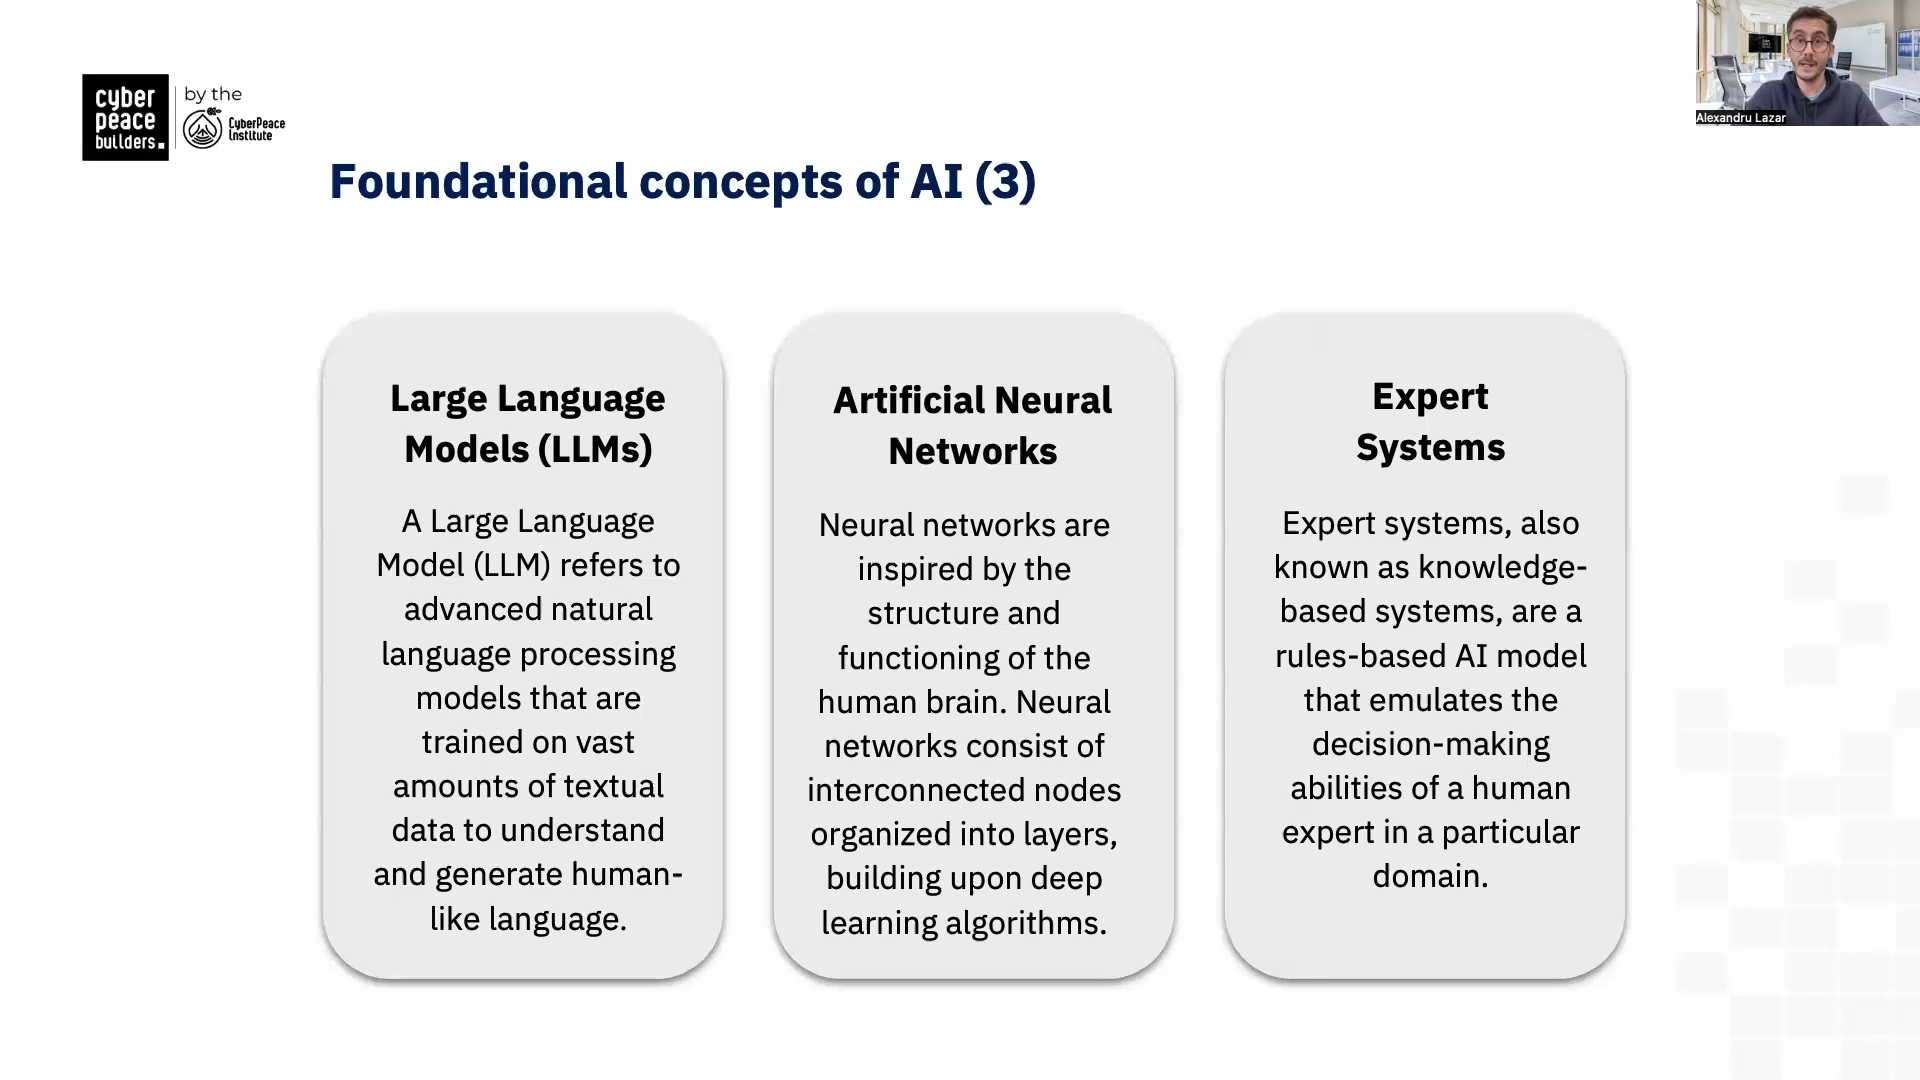 cyber
peace
builders.
by the
CyberPeace
Institute
Alexandru Lazar
Foundational concepts of AI (3)
Large Language
Models (LLMs)
A Large Language
Model (LLM) refers to
advanced natural
language processing
models that are
trained on vast
amounts of textual
data to understand
and generate human-
like language.
Artificial Neural
Networks
Neural networks are
inspired by the
structure and
functioning of the
human brain. Neural
networks consist of
interconnected nodes
organized into layers,
building upon deep
learning algorithms.
Expert
Systems
Expert systems, also
known as knowledge-
based systems, are a
rules-based AI model
that emulates the
decision-making
abilities of a human
expert in a particular
domain.